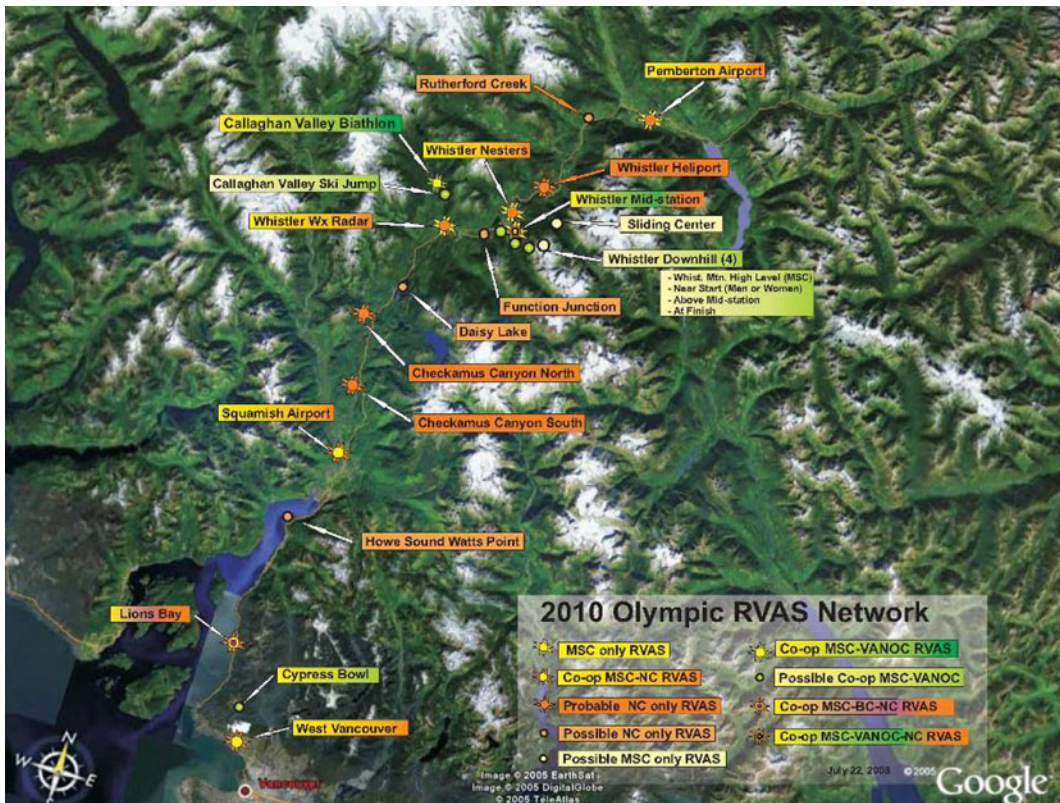 Pemberton Airport
Rutherford Creek
Callaghan Valley Biathlon
Whistler Nesters
Whistler Heliport
Callaghan Valley Ski Jump
Whistler Mid-station
Whistler Wx Radar
Sliding Center
Whistler Downhill (4)
- Whist. Mtn. High Level (MSC)
- Near Start (Men or Women)
- Above Mid-station
- At Finish
Function Junction
Daisy Lake
Checkamus Canyon North
Squamish Airport
Checkamus Canyon South
Howe Sound Watts Point
Lions Bay
Cypress Bowl
West Vancouver
Vancouver
N
W
E
S
2010 Olympic RVAS Network
MSC only RVAS
Co-op MSC-VANOC RVAS
Co-op MSC-NC RVAS
Possible Co-op MSC-VANOC
Probable NC only RVAS
Co-op MSC-BC-NC RVAS
Possible NC only RVAS
Co-op MSC-VANOC-NC RVAS
Possible MSC only RVAS
July 22, 2008
© 2005 Google
Image © 2005 EarthSat
Image © 2005 DigitalGlobe
© 2005 TeleAtlas